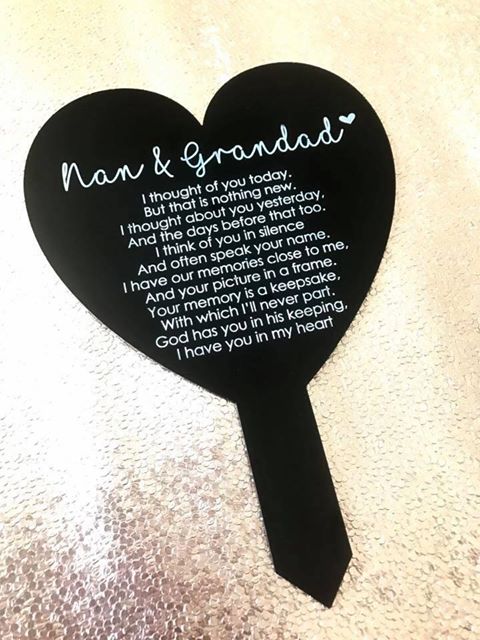 Nan & Grandad
I thought of you today.
But that is nothing new.
I thought about you yesterday,
And the days before that too.
I think of you in silence
And often speak your name.
I have our memories close to me,
And your picture in a frame.
Your memory is a keepsake,
With which I'll never part.
God has you in his keeping,
I have you in my heart